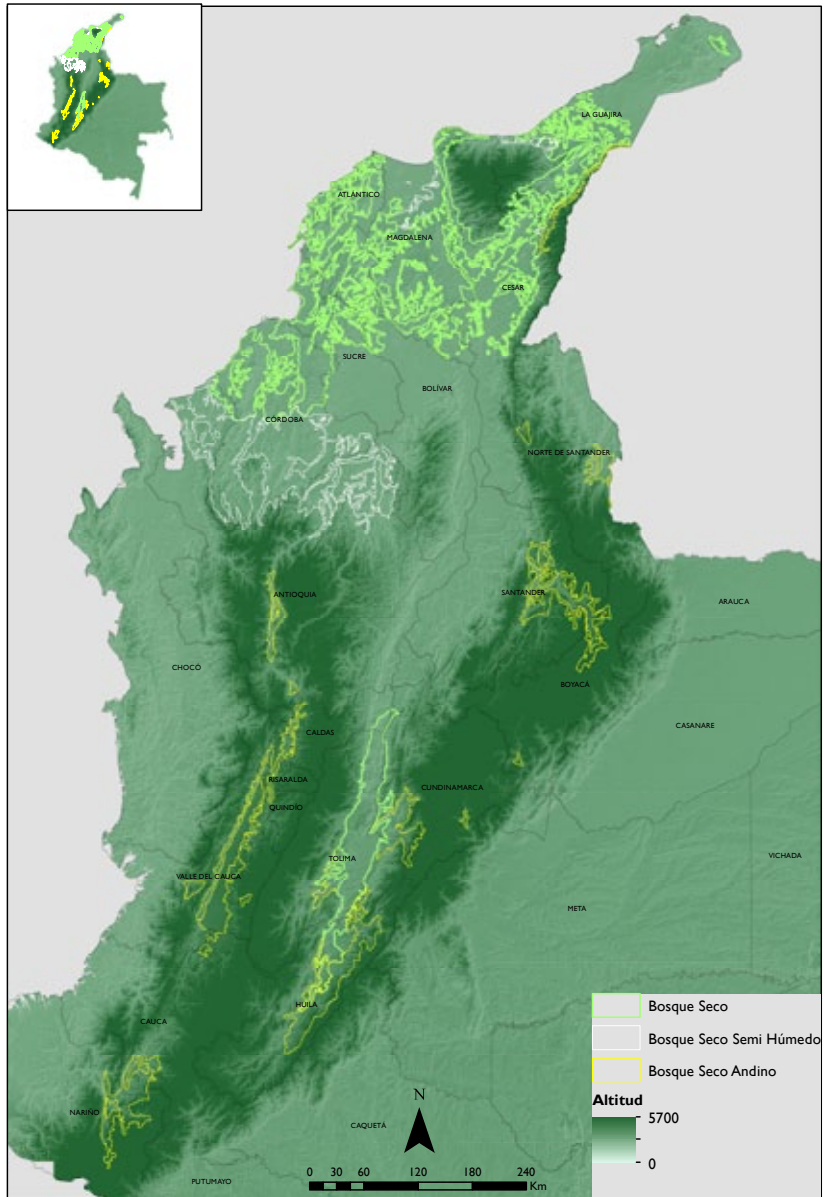 LA GUAJIRA
ATLÁNTICO
MAGDALENA
CESAR
SUCRE
BOLÍVAR
CÓRDOBA
NORTE DE SANTANDER
ANTIOQUIA
SANTANDER
ARAUCA
CHOCÓ
BOYACÁ
CASANARE
CALDAS
RISARALDA
CUNDINAMARCA
QUINDÍO
TOLIMA
VICHADA
VALLE DEL CAUCA
META
HUILA
CAUCA
NARIÑO
CAQUETÁ
PUTUMAYO
Bosque Seco
Bosque Seco Semi Húmedo
Bosque Seco Andino
Altitud
5700
0
N
0 30 60 120 180 240
Km